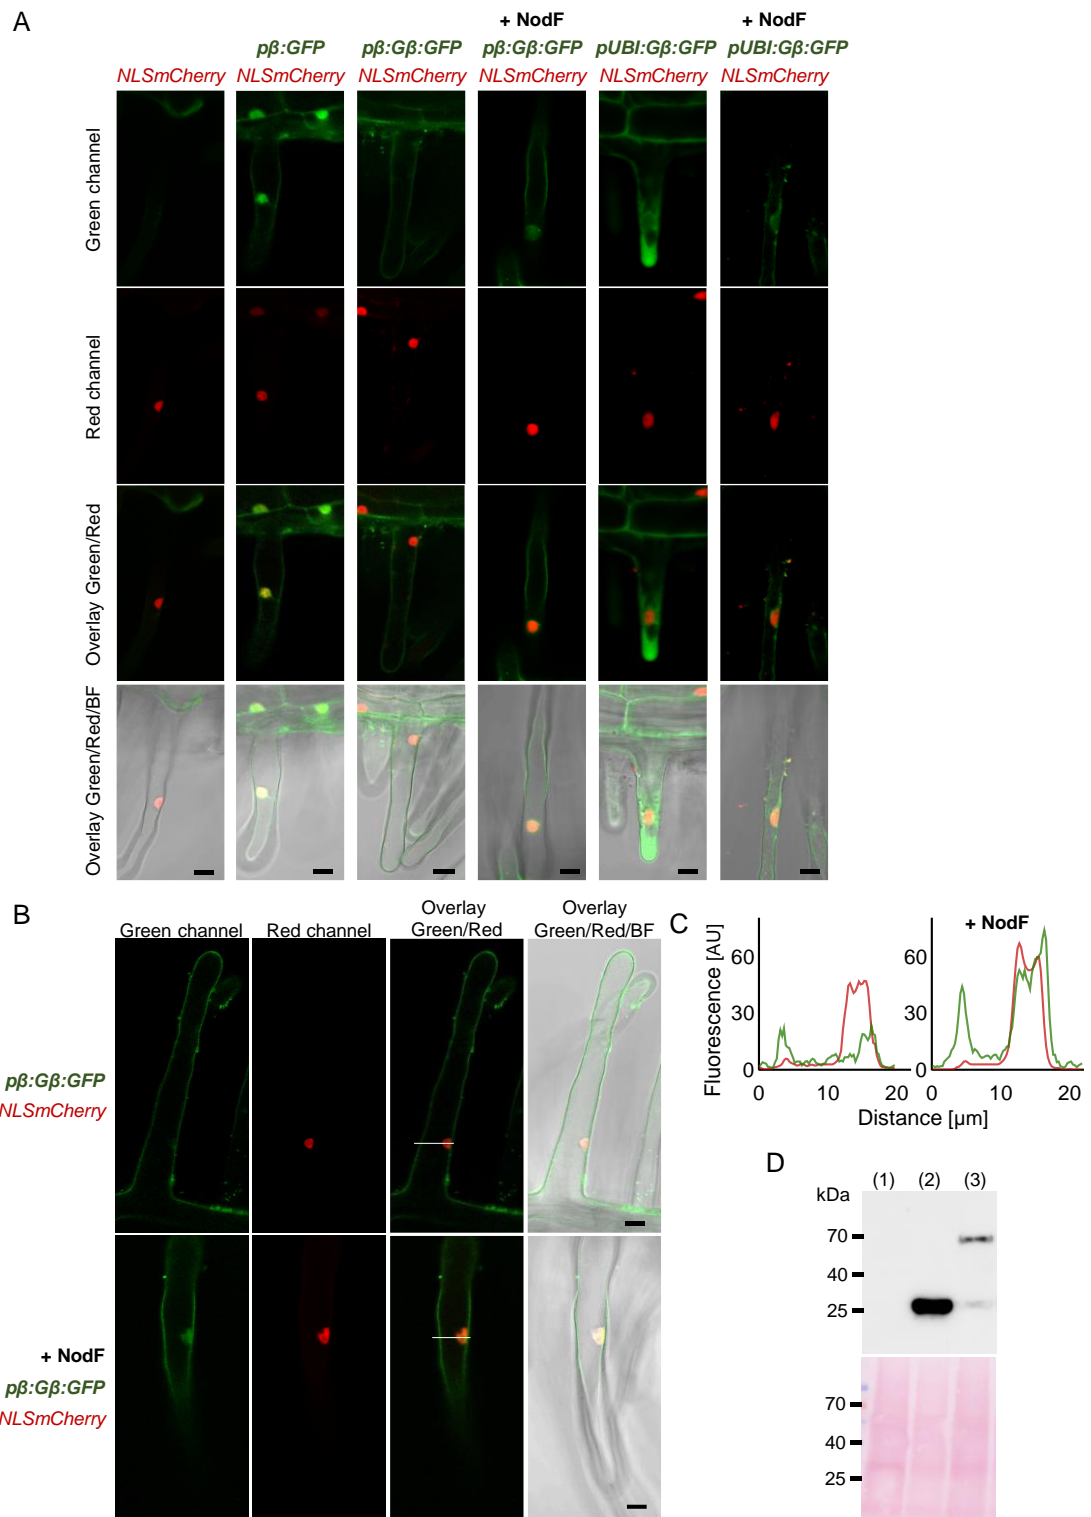 A
+ NodF
+ NodF
pβ:GFP
pβ:Gβ:GFP
pβ:Gβ:GFP
pUBI:Gβ:GFP
pUBI:Gβ:GFP
NLSmCherry
NLSmCherry
NLSmCherry
NLSmCherry
NLSmCherry
NLSmCherry
Green channel
Red channel
Overlay Green/Red
Overlay Green/Red/BF
B
Green channel
Red channel
Overlay
Green/Red
Overlay
Green/Red/BF
pβ:Gβ:GFP
NLSmCherry
+ NodF
pβ:Gβ:GFP
NLSmCherry
C
+ NodF
Fluorescence [AU]
60
30
0
60
30
0
0
10
20
0
10
20
Distance [µm]
D
kDa
(1)
(2)
(3)
70
40
25
70
40
25